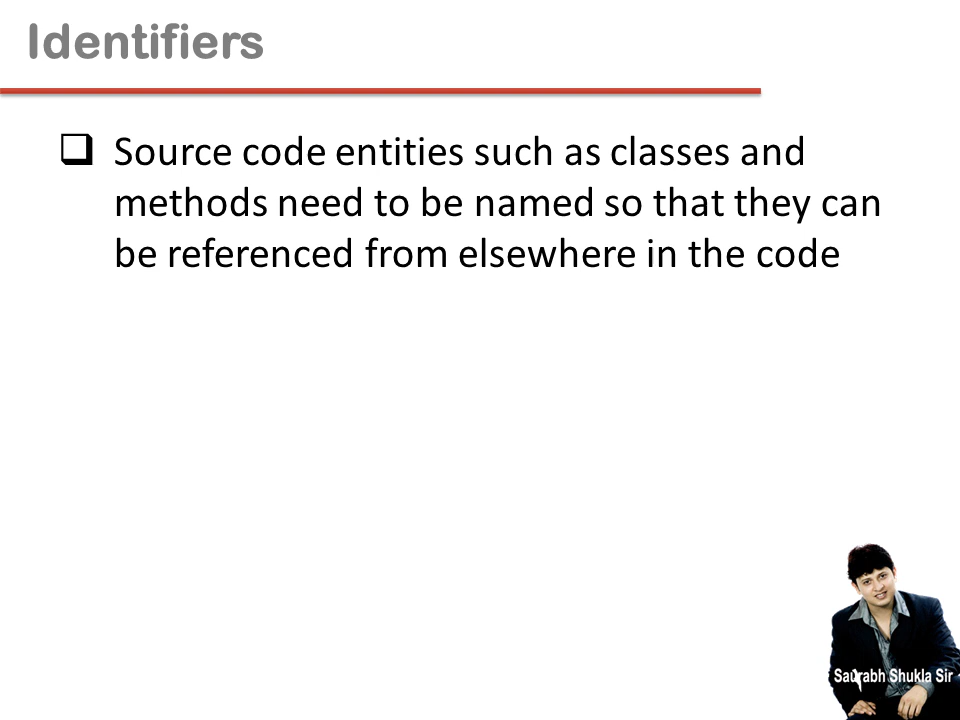 Identifiers
Source code entities such as classes and
methods need to be named so that they can
be referenced from elsewhere in the code
Saurabh Shukla Sir